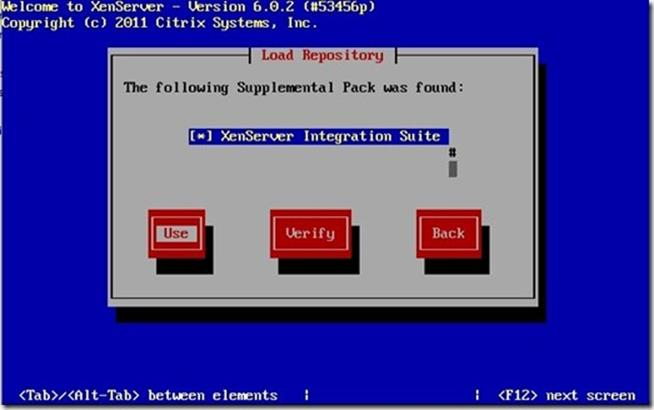 Welcome to XenServer - Version 6.0.2 (#53456p)
Copyright (c) 2011 Citrix Systems, Inc.
Load Repository
The following Supplemental Pack was found:
[*] XenServer Integration Suite
#
Use Verify Back
<Tab>/<Alt-Tab> between elements | | <F12> next screen